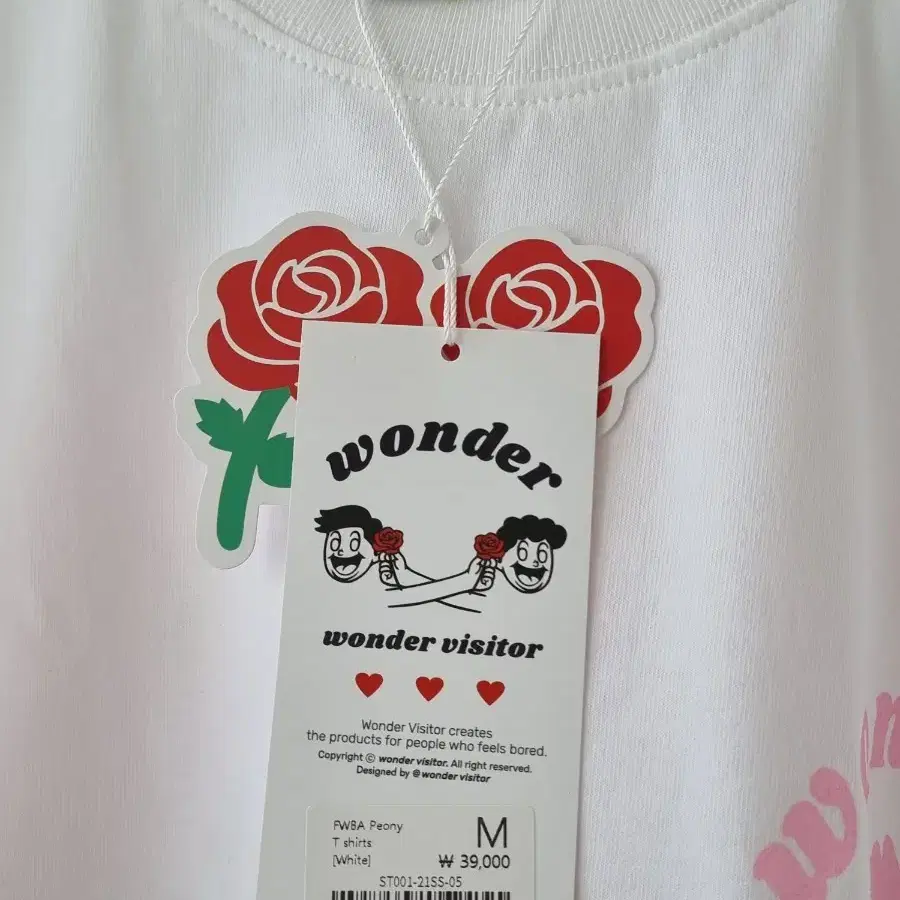 wonder
wonder visitor
Wonder Visitor creates
the products for people who feels bored.
Copyright ⓒ wonder visitor. All right reserved.
Designed by @wonder visitor
FWBA Peony
T shirts
[White]
M
₩ 39,000
ST001-21SS-05